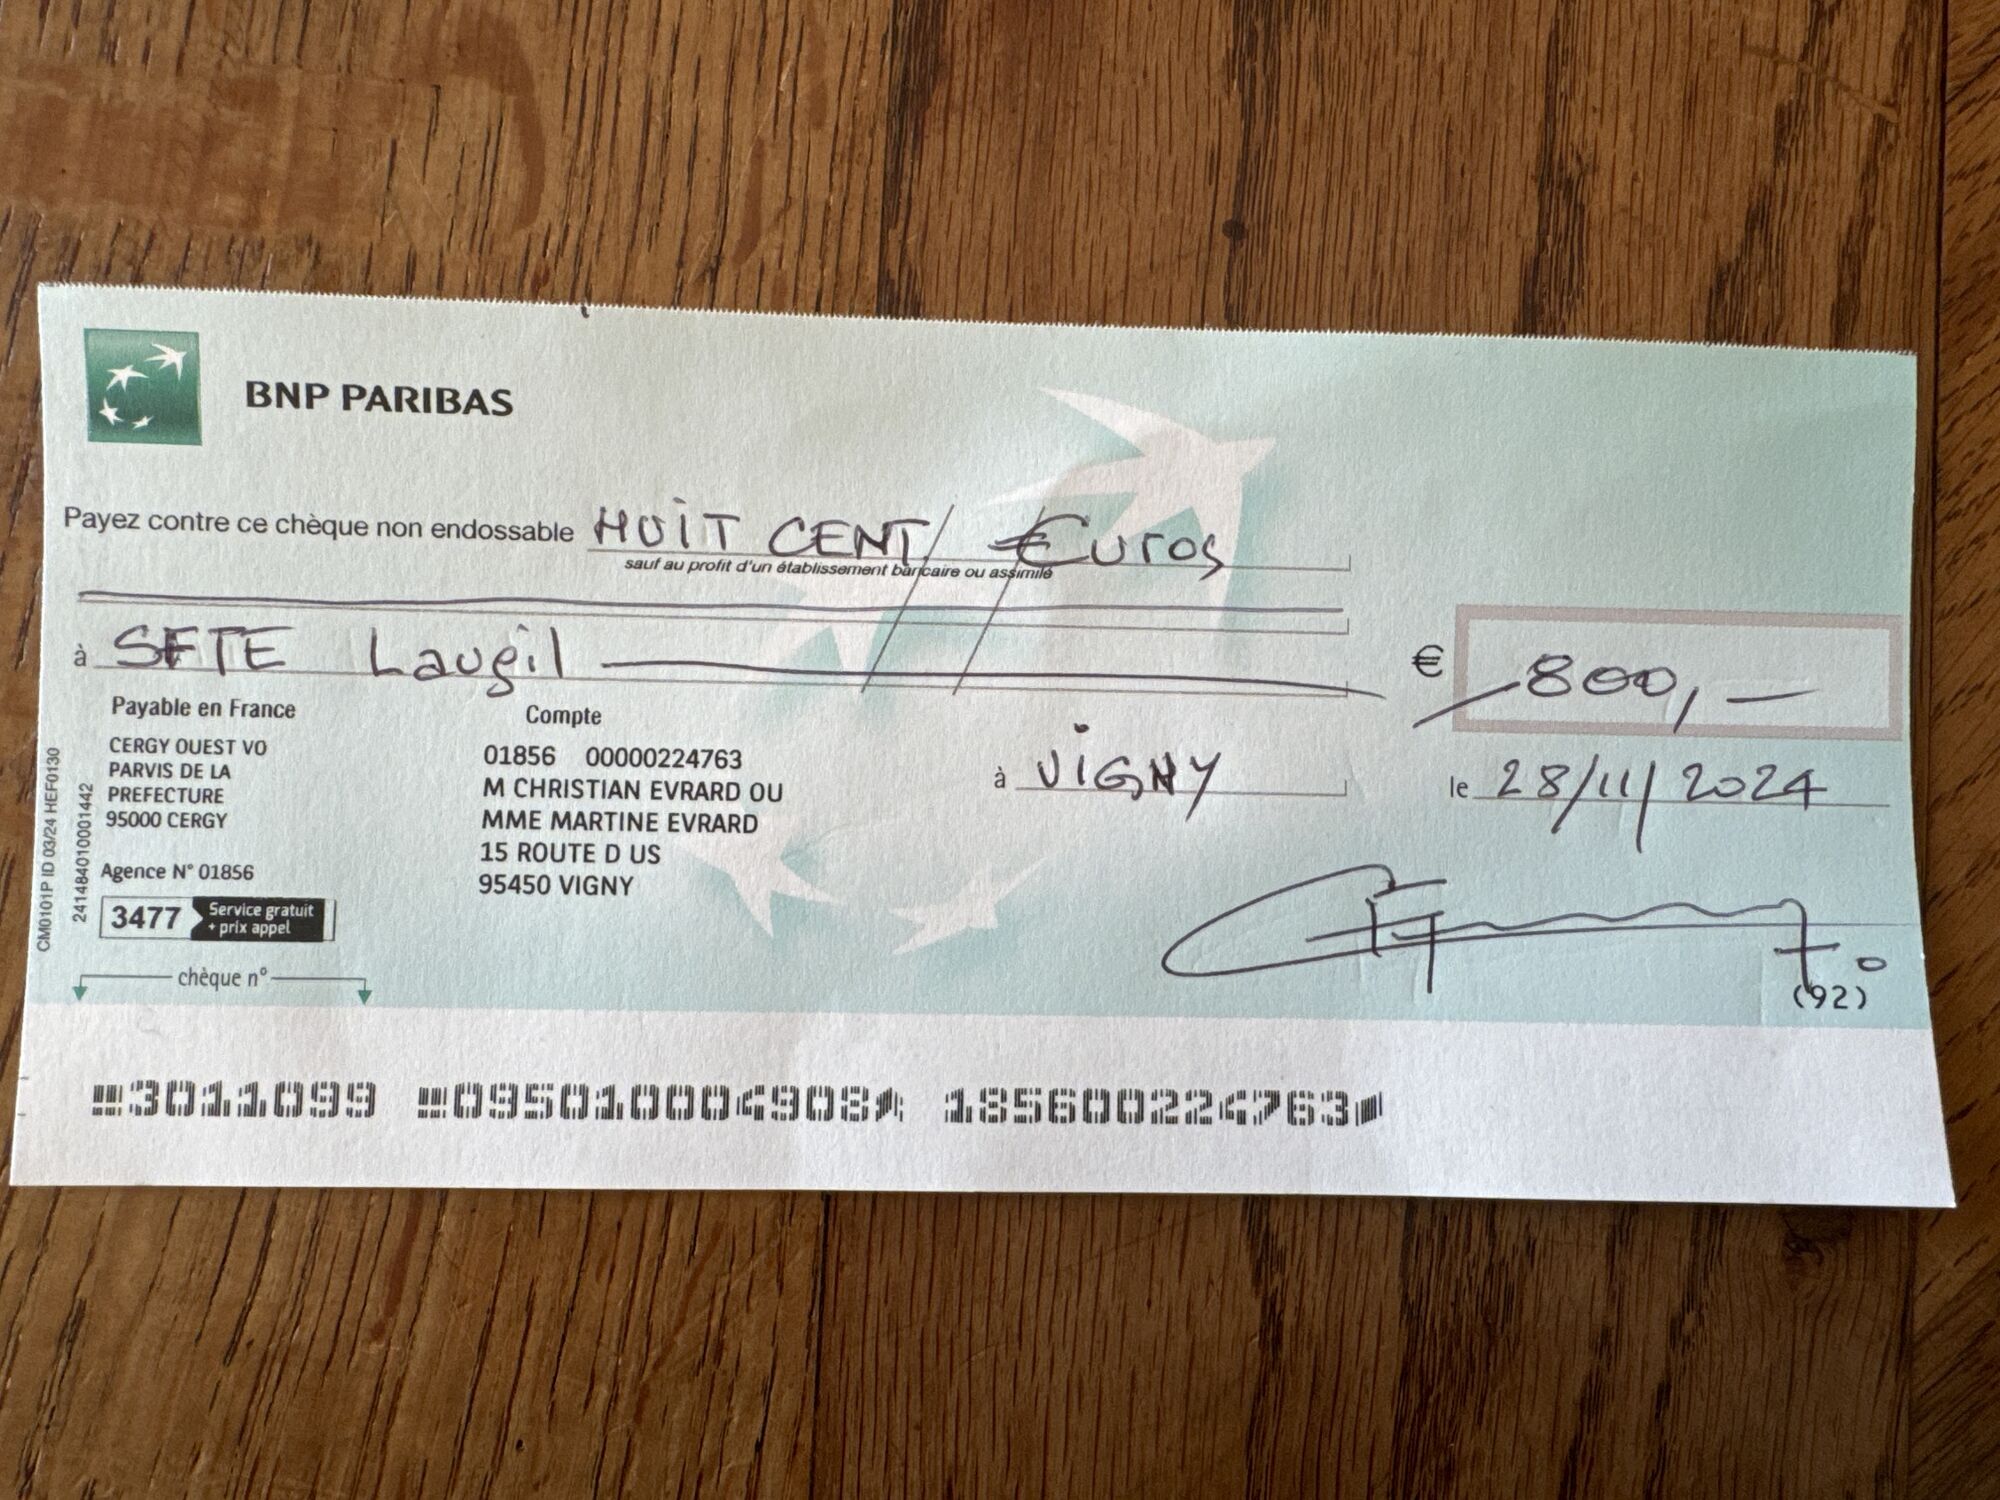 BNP PARIBAS
Payez contre ce chèque non endossable HUIT CENT Euros
sauf au profit d'un établissement bancaire ou assimilé
à SETE Laugil
€ 800,—
Payable en France
CERGY OUEST VO
PARVIS DE LA
PREFECTURE
95000 CERGY
Agence N° 01856
3477 Service gratuit
+ prix appel
chèque n°
Compte
01856 00000224763
M CHRISTIAN EVRARD OU
MME MARTINE EVRARD
15 ROUTE D US
95450 VIGNY
à VIGNY
le 28/11/2024
(92)
CM0101P ID 03/24 HEF0130
2414840100001442
3011099 095010004908 185600224763